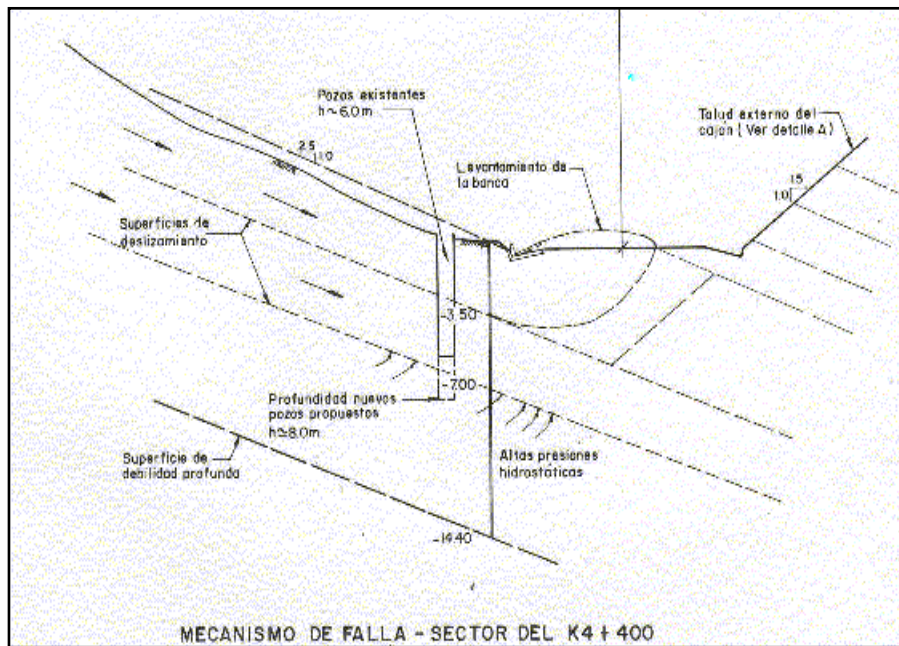 Pozos existentes
h~6.0m
Talud externo del
cajón (Ver detalle A)
2.5
1.0
Levantamiento de
la banca
1.5
1.0
Superficies de
deslizamiento
-3.50
-7.00
Profundidad nuevos
pozos propuestos
h≃8.0m
Superficie de
debilidad profunda
Altas presiones
hidrostáticas
-14.40
MECANISMO DE FALLA - SECTOR DEL K4 + 400